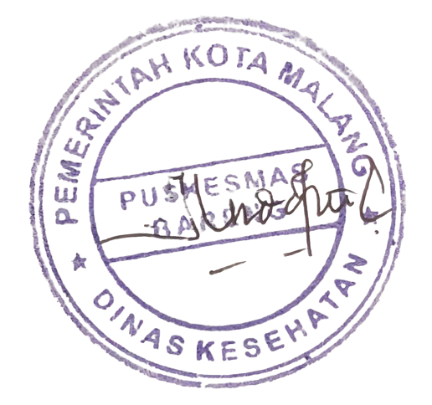 PEMERINTAH KOTA MALANG
PUSKESMAS
DINAS KESEHATAN